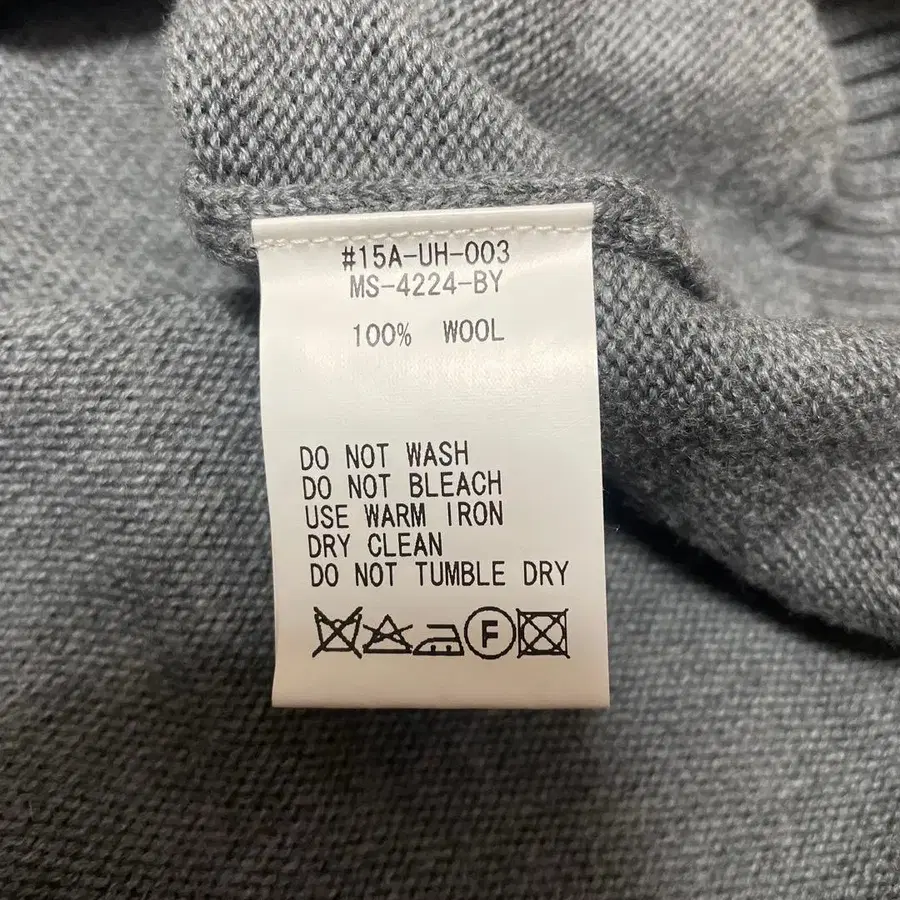 #15A-UH-003
MS-4224-BY
100% WOOL
DO NOT WASH
DO NOT BLEACH
USE WARM IRON
DRY CLEAN
DO NOT TUMBLE DRY
F